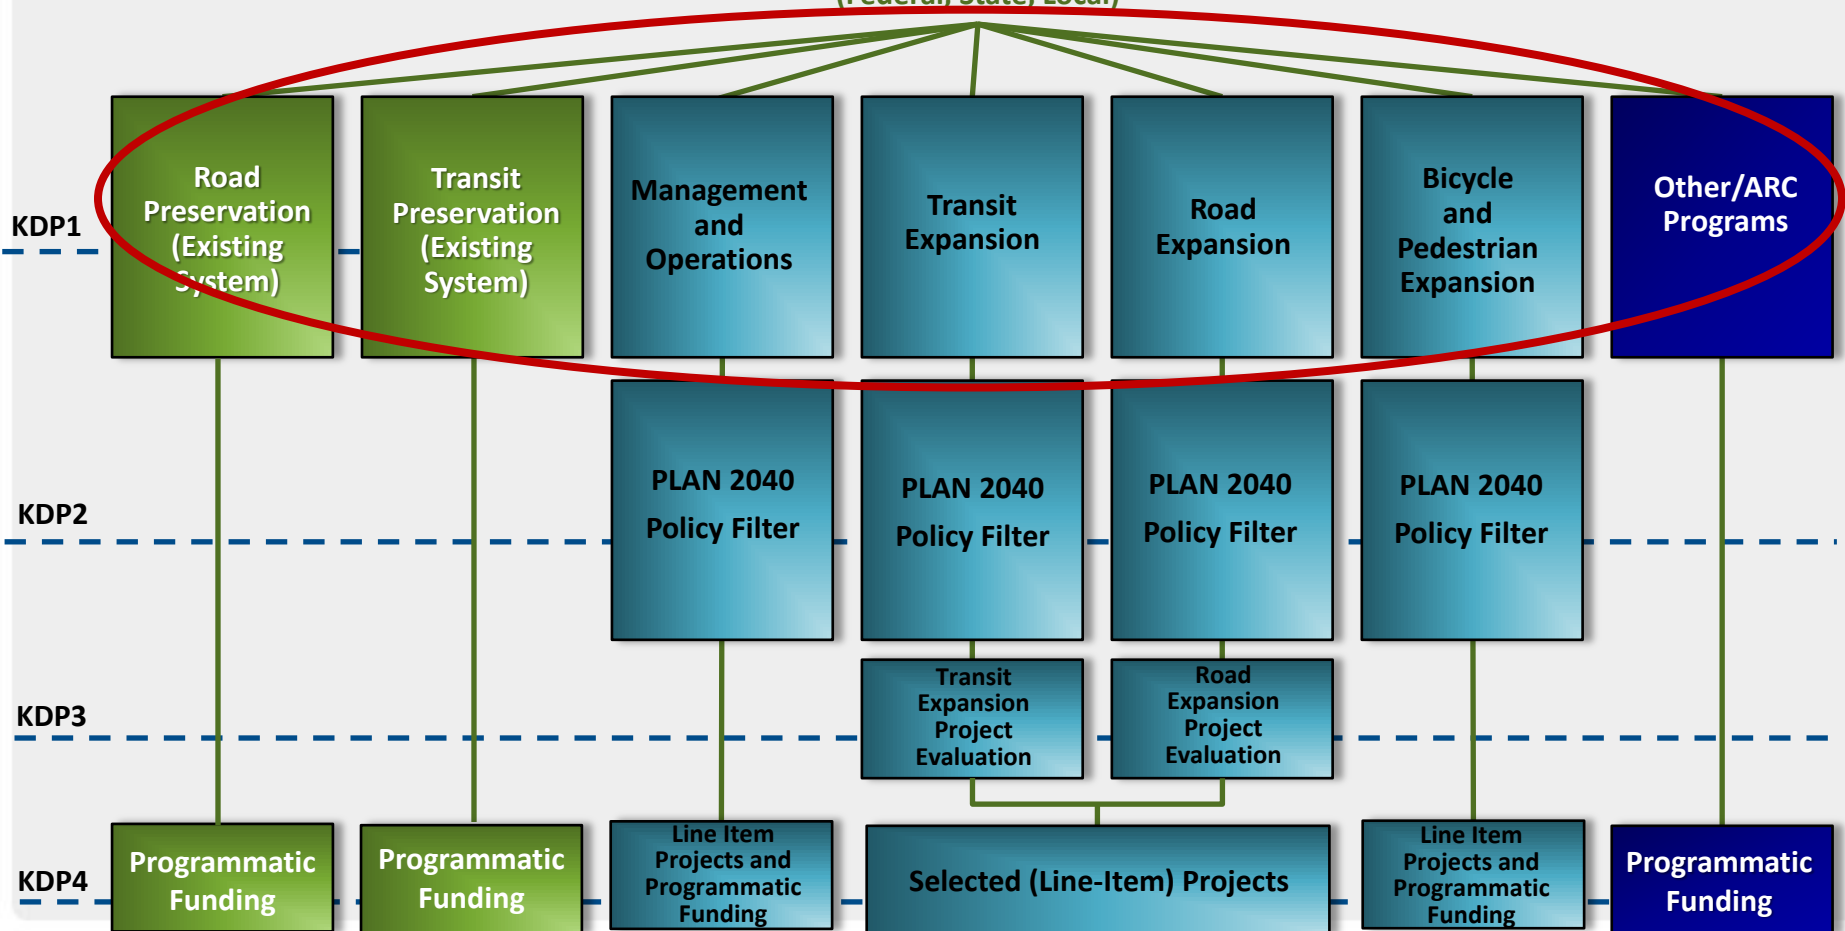 (Federal, State, Local)
KDP1
Road
Preservation
(Existing
System)
Transit
Preservation
(Existing
System)
Management
and
Operations
Transit
Expansion
Road
Expansion
Bicycle
and
Pedestrian
Expansion
Other/ARC
Programs
KDP2
PLAN 2040
Policy Filter
PLAN 2040
Policy Filter
PLAN 2040
Policy Filter
PLAN 2040
Policy Filter
KDP3
Transit
Expansion
Project
Evaluation
Road
Expansion
Project
Evaluation
KDP4
Programmatic
Funding
Programmatic
Funding
Line Item
Projects and
Programmatic
Funding
Selected (Line-Item) Projects
Line Item
Projects and
Programmatic
Funding
Programmatic
Funding